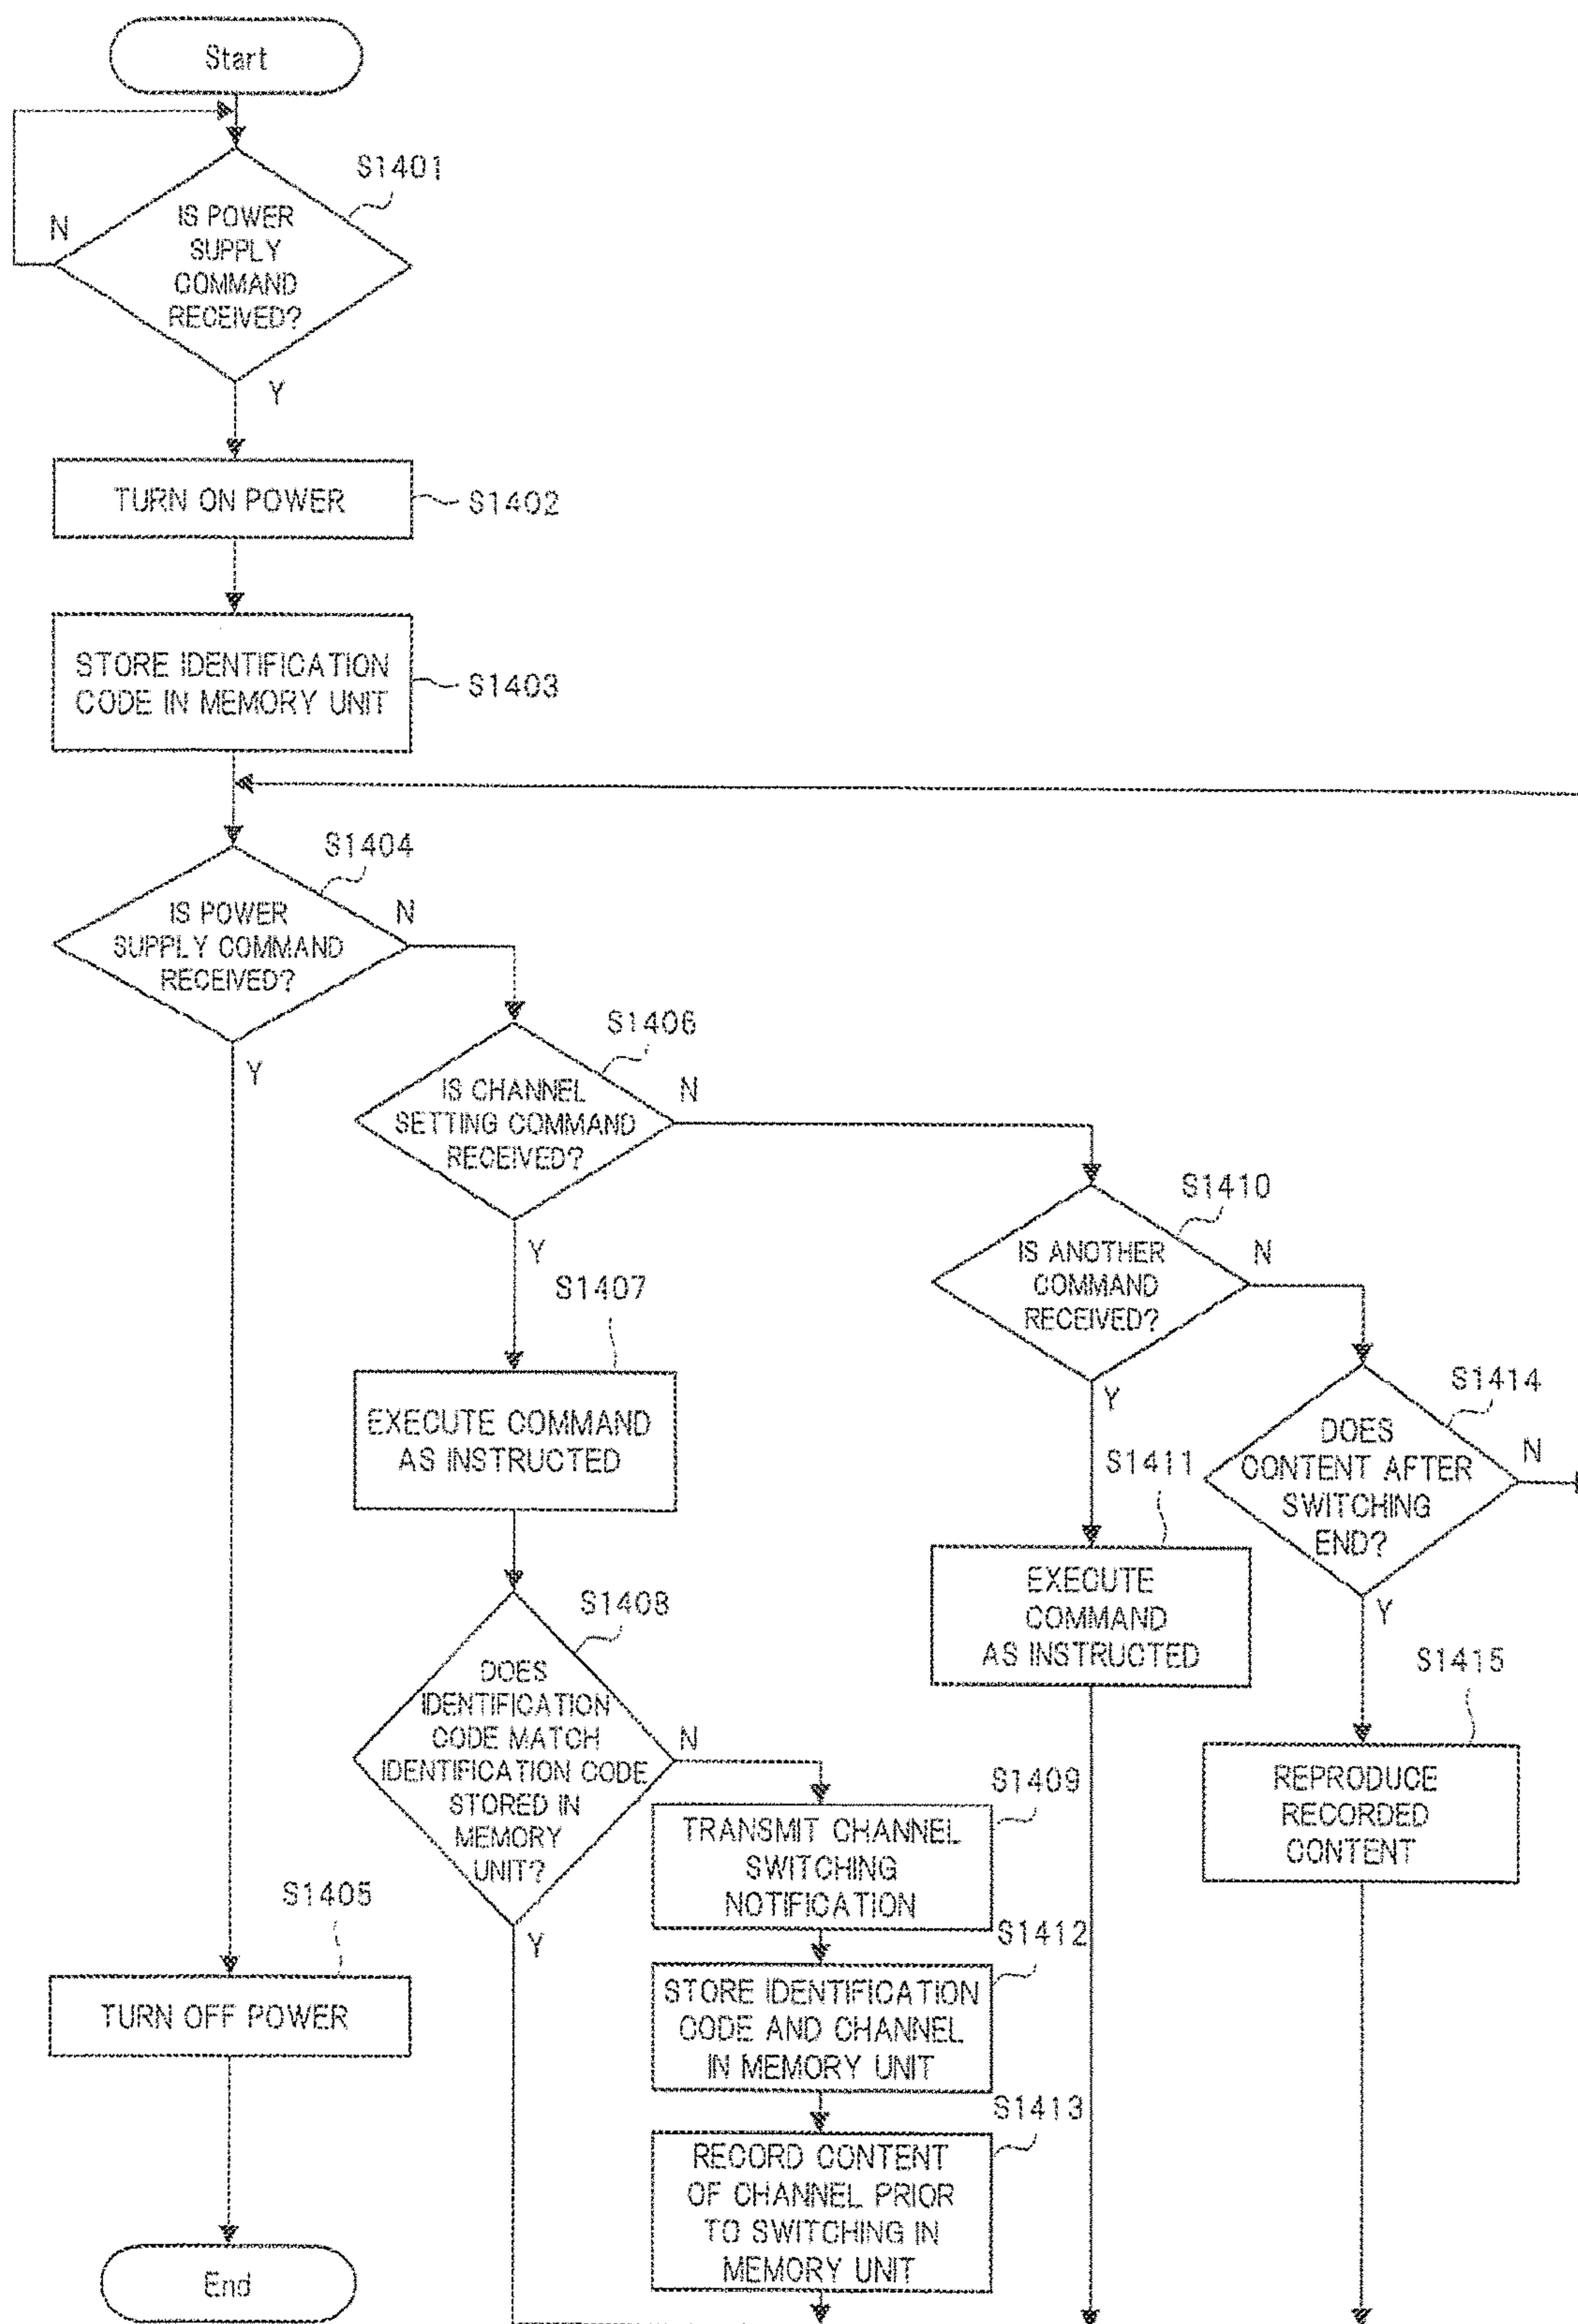 Start
S1401
IS POWER
SUPPLY
COMMAND
RECEIVED?
N
Y
TURN ON POWER
S1402
STORE IDENTIFICATION
CODE IN MEMORY UNIT
S1403
S1404
IS POWER
SUPPLY COMMAND
RECEIVED?
N
Y
S1406
IS CHANNEL
SETTING COMMAND
RECEIVED?
N
Y
S1407
EXECUTE COMMAND
AS INSTRUCTED
S1408
DOES
IDENTIFICATION
CODE MATCH
IDENTIFICATION CODE
STORED IN
MEMORY
UNIT?
N
Y
S1409
TRANSMIT CHANNEL
SWITCHING
NOTIFICATION
S1412
STORE IDENTIFICATION
CODE AND CHANNEL
IN MEMORY UNIT
S1413
RECORD CONTENT
OF CHANNEL PRIOR
TO SWITCHING IN
MEMORY UNIT
S1410
IS ANOTHER
COMMAND
RECEIVED?
N
Y
S1411
EXECUTE
COMMAND
AS INSTRUCTED
S1414
DOES
CONTENT AFTER
SWITCHING
END?
N
Y
S1415
REPRODUCE
RECORDED
CONTENT
S1405
TURN OFF POWER
End